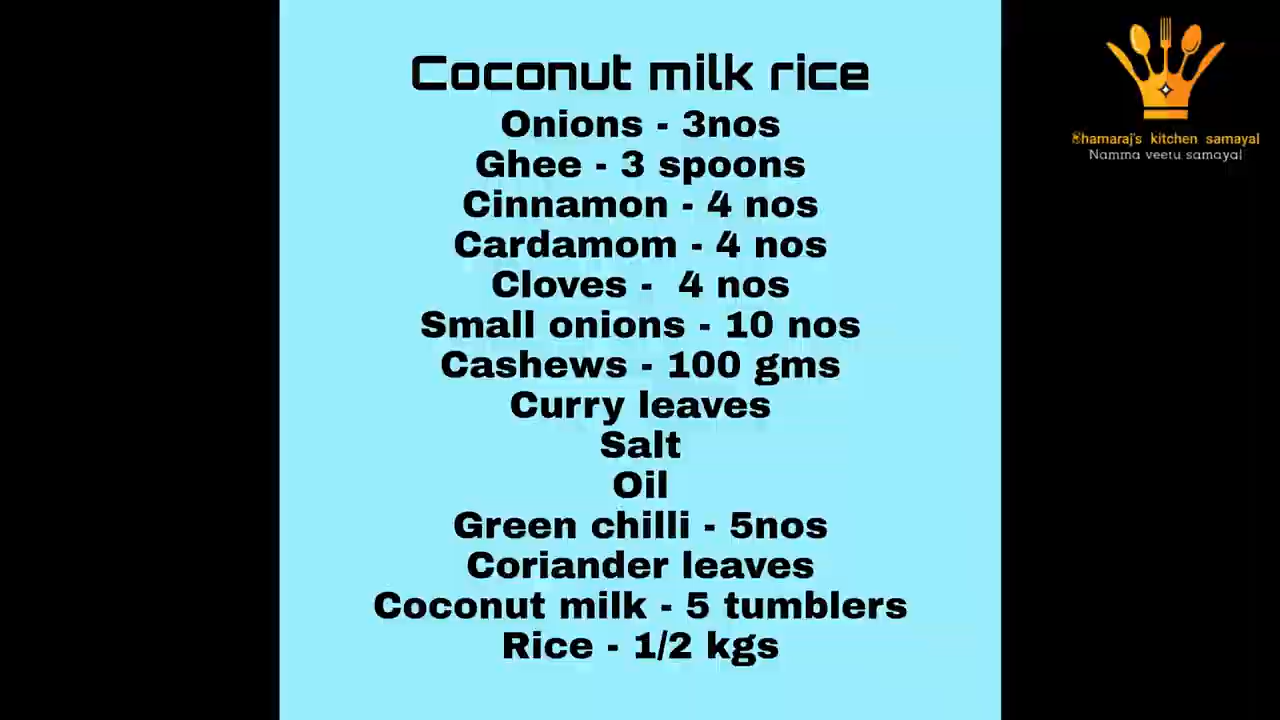 Coconut milk rice
Onions - 3nos
Ghee - 3 spoons
Cinnamon - 4 nos
Cardamom - 4 nos
Cloves -  4 nos
Small onions - 10 nos
Cashews - 100 gms
Curry leaves
Salt
Oil
Green chilli - 5nos
Coriander leaves
Coconut milk - 5 tumblers
Rice - 1/2 kgs
kitchen samayal
Namma veetu samayal